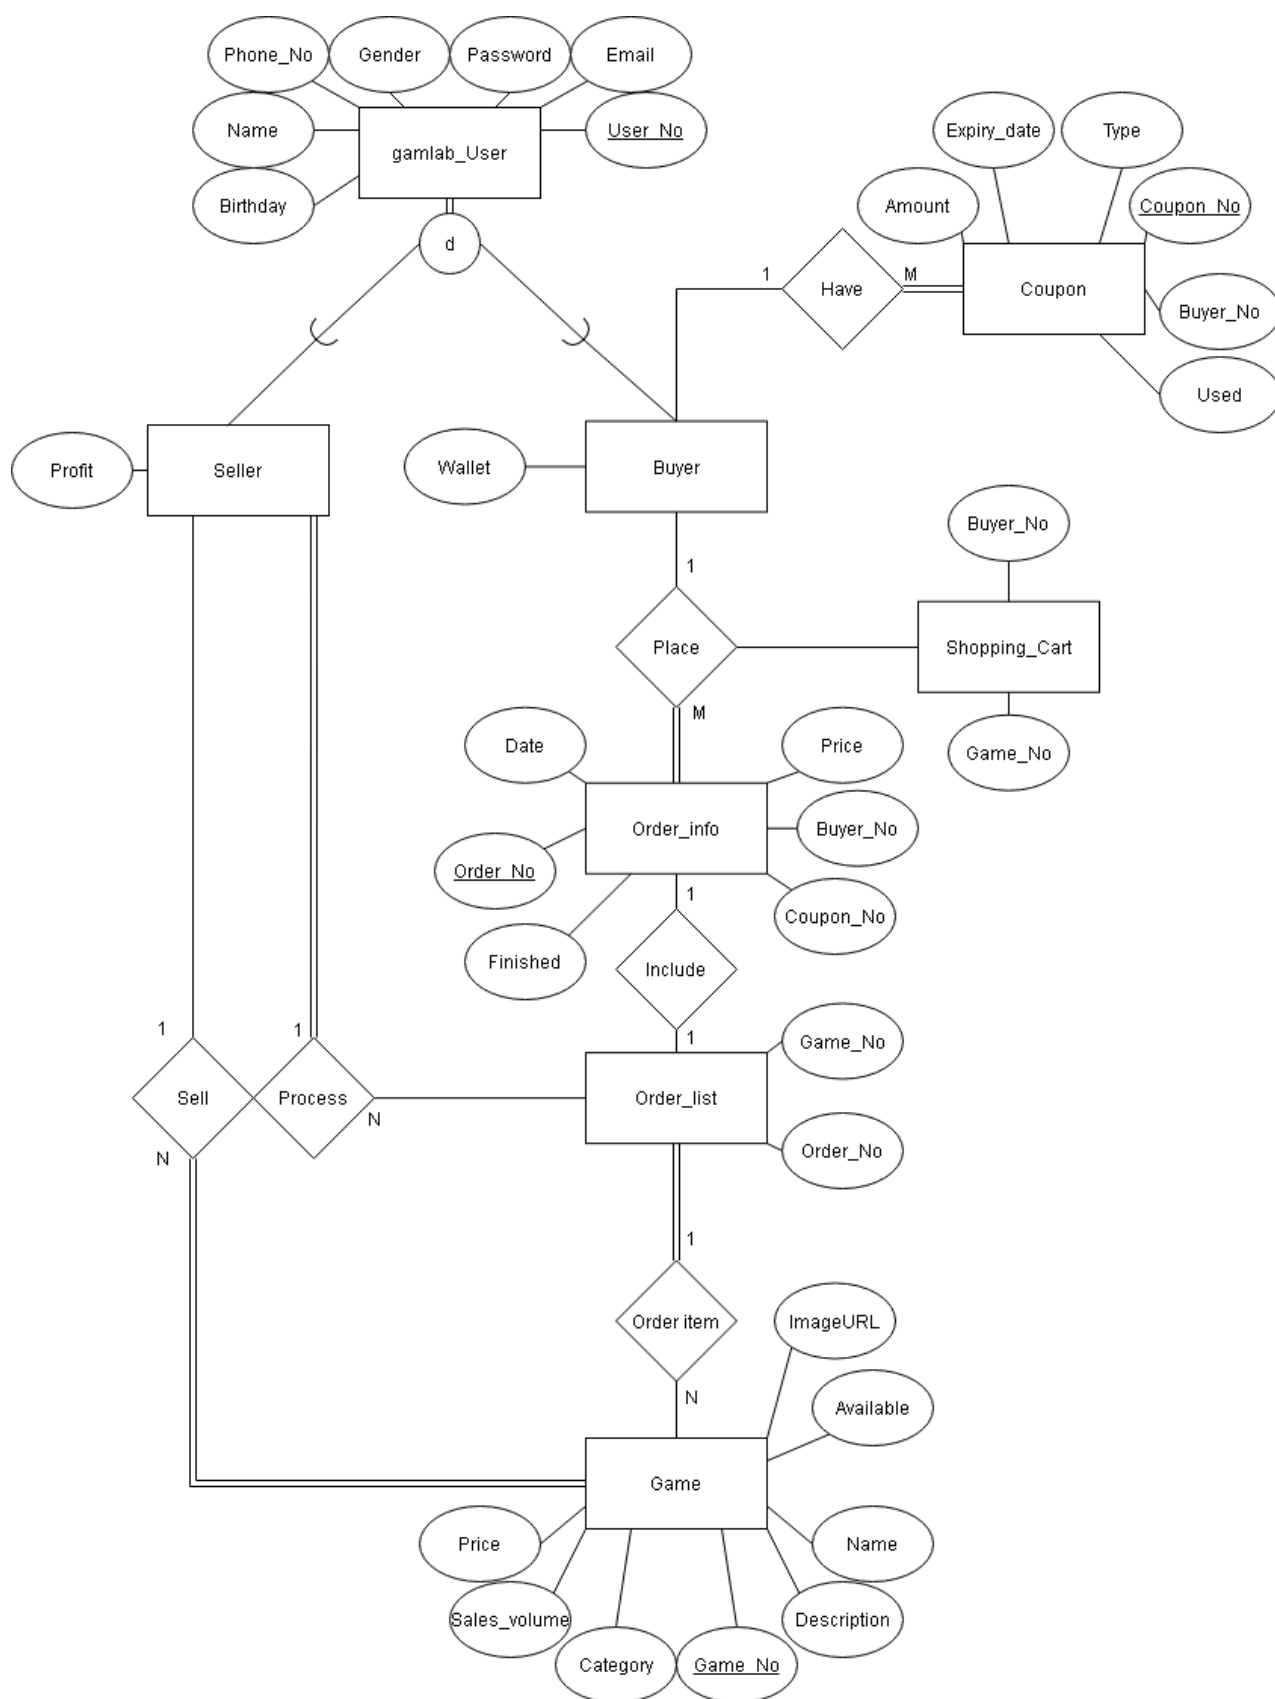 Phone_No
Gender
Password
Email
Name
gamlab_User
User_No
Birthday
d
Expiry_date
Type
Amount
Coupon_No
1
Have
M
Coupon
Buyer_No
Used
Profit
Seller
Wallet
Buyer
Buyer_No
1
Place
Shopping_Cart
M
Date
Price
Game_No
Order_info
Buyer_No
Order_No
1
Coupon_No
Finished
Include
1
1
1
Game_No
Sell
Process
N
Order_list
N
Order_No
1
Order item
ImageURL
N
Available
Game
Price
Name
Sales_volume
Description
Category
Game_No